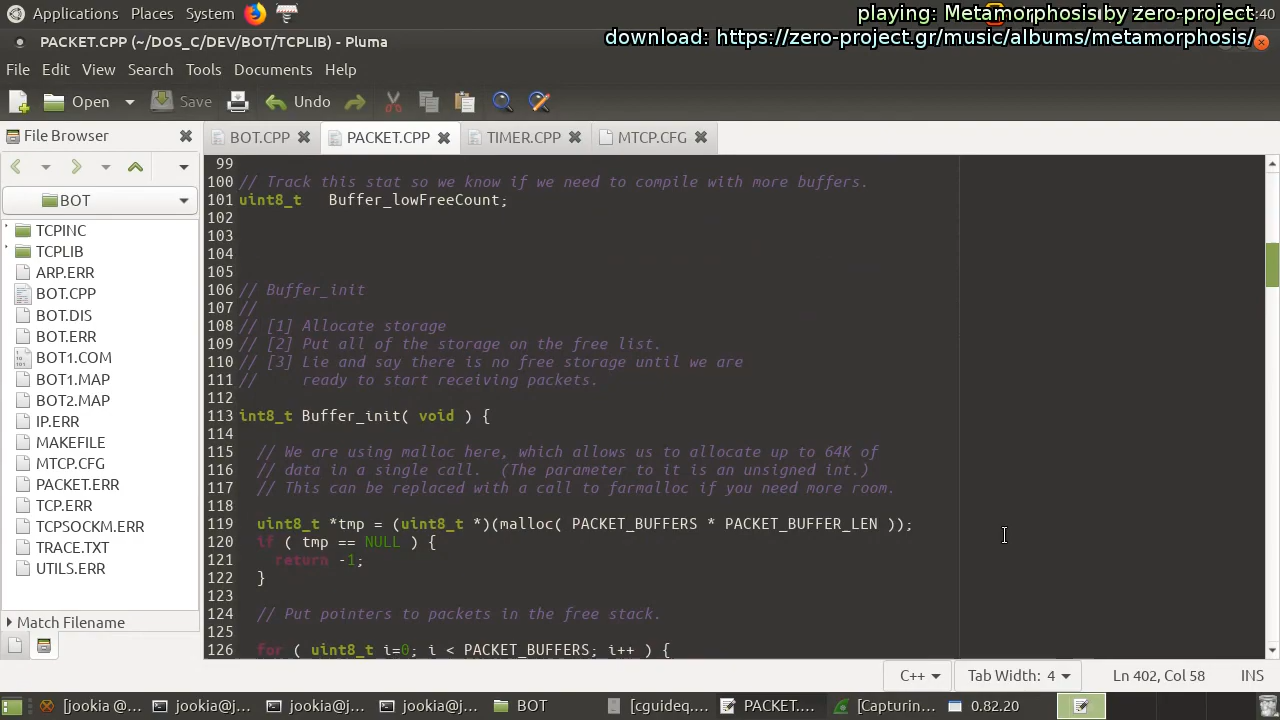 Applications Places System
playing: Metamorphosis by zero-project
:40
PACKET.CPP (~/DOS_C/DEV/BOT/TCPLIB) - Pluma
download: https://zero-project.gr/music/albums/metamorphosis/
File Edit View Search Tools Documents Help
Open Save Undo
File Browser
BOT.CPP PACKET.CPP TIMER.CPP MTCP.CFG
BOT
TCPINC
TCPLIB
ARP.ERR
BOT.CPP
BOT.DIS
BOT.ERR
BOT1.COM
BOT1.MAP
BOT2.MAP
IP.ERR
MAKEFILE
MTCP.CFG
PACKET.ERR
TCP.ERR
TCPSOCKM.ERR
TRACE.TXT
UTILS.ERR
Match Filename
99
100 // Track this stat so we know if we need to compile with more buffers.
101 uint8_t   Buffer_lowFreeCount;
102
103
104
105
106 // Buffer_init
107 //
108 // [1] Allocate storage
109 // [2] Put all of the storage on the free list.
110 // [3] Lie and say there is no free storage until we are
111 //     ready to start receiving packets.
112
113 int8_t Buffer_init( void ) {
114
115   // We are using malloc here, which allows us to allocate up to 64K of
116   // data in a single call.  (The parameter to it is an unsigned int.)
117   // This can be replaced with a call to farmalloc if you need more room.
118
119   uint8_t *tmp = (uint8_t *)(malloc( PACKET_BUFFERS * PACKET_BUFFER_LEN ));
120   if ( tmp == NULL ) {
121     return -1;
122   }
123
124   // Put pointers to packets in the free stack.
125
126   for ( uint8_t i=0; i < PACKET_BUFFERS; i++ ) {
C++ Tab Width: 4 Ln 402, Col 58 INS
[jookia @... jookia@j... jookia@j... jookia@j... BOT [cguideq.... PACKET.... [Capturin... 0.82.20